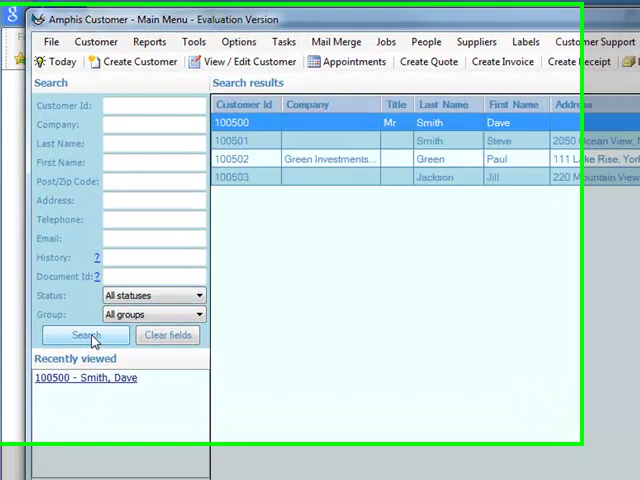 Amphis Customer - Main Menu - Evaluation Version
File Customer Reports Tools Options Tasks Mail Merge Jobs People Suppliers Labels Customer Support
Today Create Customer View / Edit Customer Appointments Create Quote Create Invoice Create Receipt
Search
Search results
Customer Id:
Company:
Last Name:
First Name:
Post/Zip Code:
Address:
Telephone:
Email:
History: ?
Document Id: ?
Status: All statuses
Group: All groups
Search Clear fields
Recently viewed
100500 - Smith, Dave
Customer Id Company Title Last Name First Name Address
100500 Mr Smith Dave
100501 Smith Steve 2050 Ocean View,
100502 Green Investments... Green Paul 111 Lake Rise,
100503 Jackson Jill 220 Mountain View